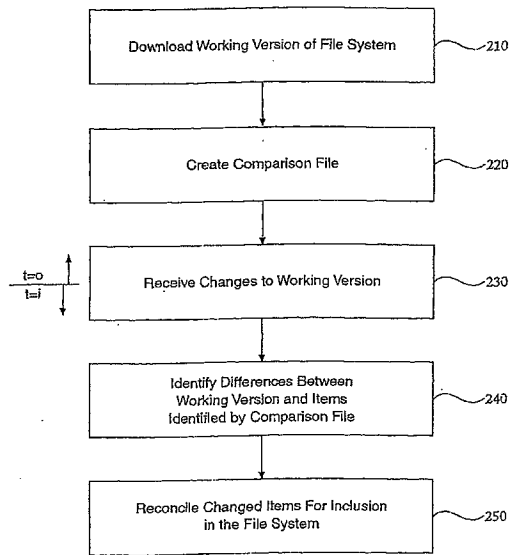 Download Working Version of File System
210
Create Comparison File
220
t=o
t=i
Receive Changes to Working Version
230
Identify Differences Between
Working Version and Items
Identified by Comparison File
240
Reconcile Changed Items For Inclusion
in the File System
250